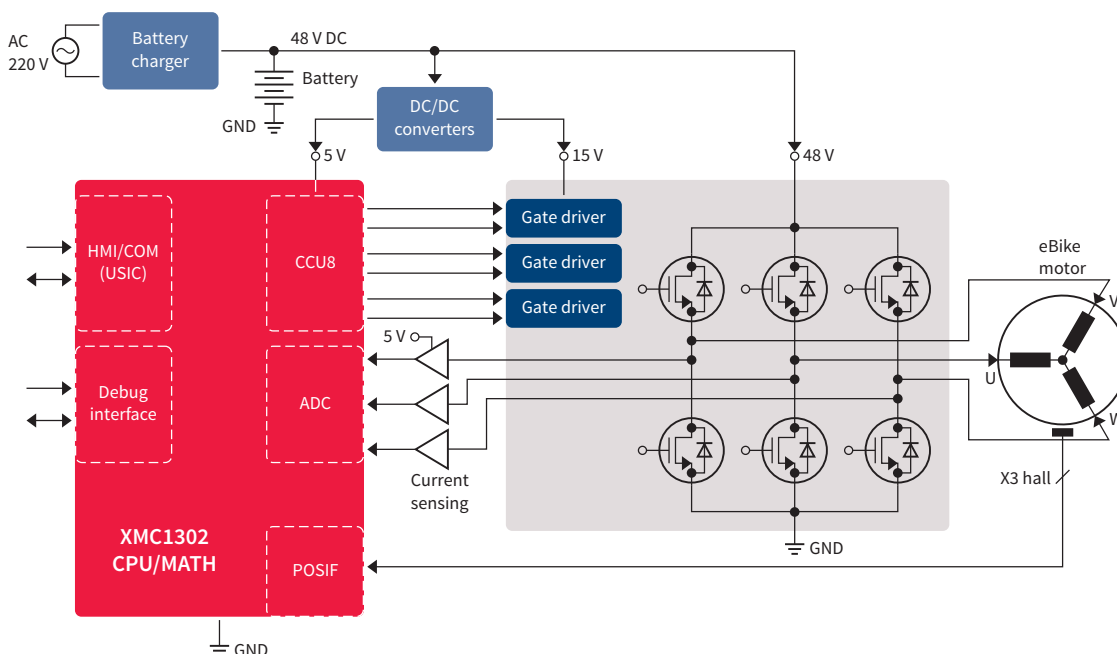 AC
220 V
Battery
charger
48 V DC
Battery
GND
DC/DC
converters
5 V
15 V
48 V
HMI/COM
(USIC)
CCU8
Gate driver
Gate driver
Gate driver
eBike
motor
V
U
W
5 V
Debug
interface
ADC
Current
sensing
X3 hall
XMC1302
CPU/MATH
POSIF
GND
GND